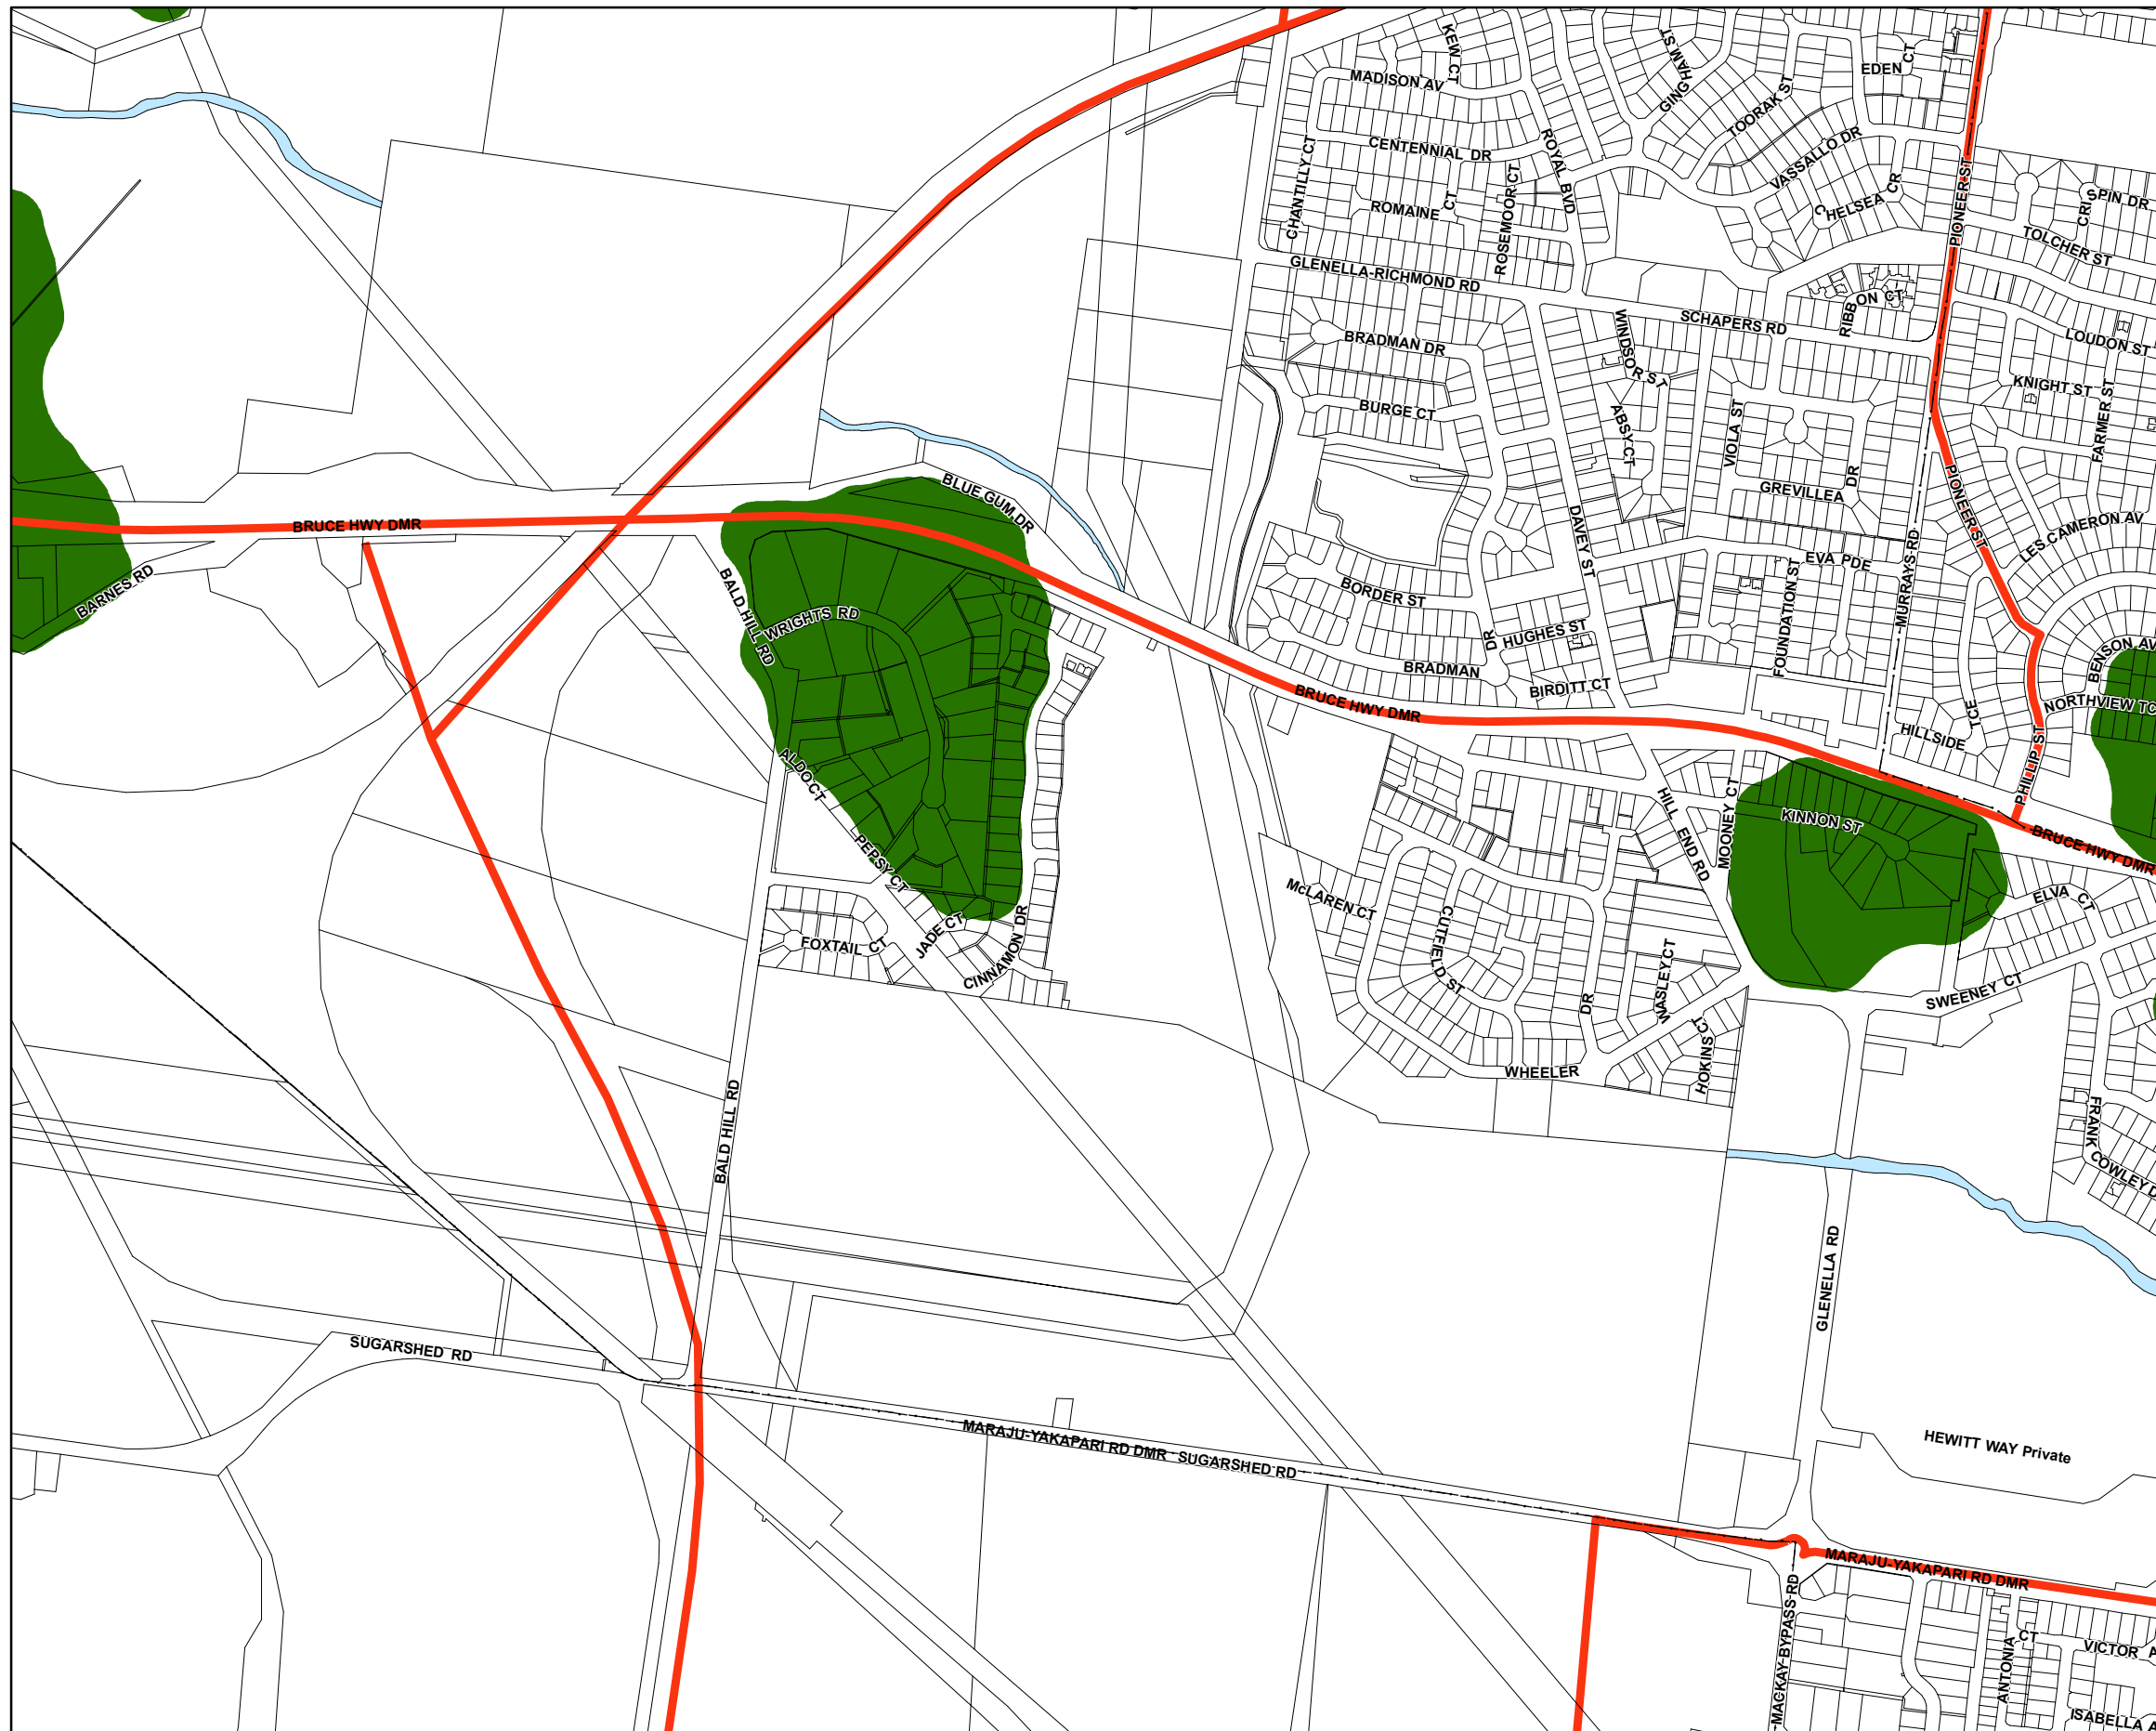 KEW CT
GINGHAM ST
EDEN CT
MADISON AV
TOORAK ST
CENTENNIAL DR
ROYAL BVD
VASSALLO DR
CHANTILLY CT
ROMAINE CT
ROSEMOOR CT
CHELSEA CR
PIONEER ST
SPIN DR
CRI
TOLCHER ST
GLENELLA-RICHMOND RD
RIBBON CT
SCHAPERS RD
LOUDON ST
BRADMAN DR
WINDSOR ST
KNIGHT ST
FARMER ST
BURGE CT
ABSY CT
VIOLA ST
GREVILLEA DR
PIONEER ST
BLUE GUM DR
BRUCE HWY DMR
DAVEY ST
LES CAMERON AV
EVA PDE
MURRAYS RD
BARNES RD
BALD HILL RD
WRIGHTS RD
BORDER ST
FOUNDATION ST
HUGHES ST
BENSON AV
BRADMAN DR
BIRDITT CT
NORTHVIEW TC
BRUCE HWY DMR
HILLSIDE TCE
PHILLIP ST
ALDO CT
HILL END RD
MOONEY CT
KINNON ST
BRUCE HWY DMR
PEPSY CT
McLAREN CT
ELVA CT
CUTFIELD ST
FOXTAIL CT
JADE CT
CINNAMON DR
WASLEY CT
SWEENEY CT
HOKINS CT
WHEELER DR
BALD HILL RD
FRANK COWLEY D
GLENELLA RD
SUGARSHED RD
MARAJU-YAKAPARI RD DMR - SUGARSHED RD
HEWITT WAY Private
MARAJU-YAKAPARI RD DMR
MACKAY-BYPASS-RD
ANTONIA CT
VICTOR A
ISABELLA A